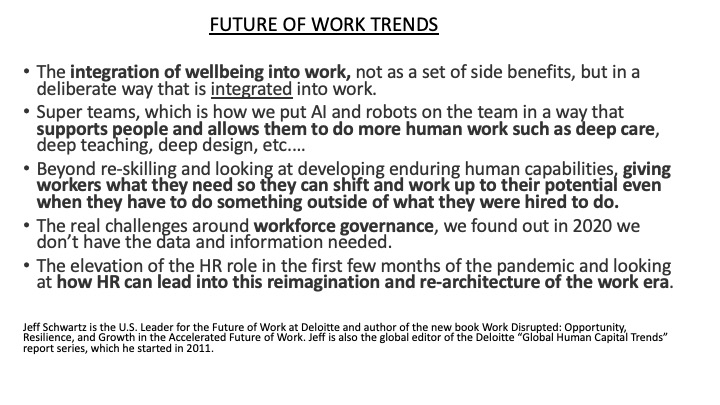 FUTURE OF WORK TRENDS
• The integration of wellbeing into work, not as a set of side benefits, but in a
deliberate way that is integrated into work.
• Super teams, which is how we put AI and robots on the team in a way that
supports people and allows them to do more human work such as deep care,
deep teaching, deep design, etc....
• Beyond re-skilling and looking at developing enduring human capabilities, giving
workers what they need so they can shift and work up to their potential even
when they have to do something outside of what they were hired to do.
• The real challenges around workforce governance, we found out in 2020 we
don’t have the data and information needed.
• The elevation of the HR role in the first few months of the pandemic and looking
at how HR can lead into this reimagination and re-architecture of the work era.
Jeff Schwartz is the U.S. Leader for the Future of Work at Deloitte and author of the new book Work Disrupted: Opportunity,
Resilience, and Growth in the Accelerated Future of Work. Jeff is also the global editor of the Deloitte “Global Human Capital Trends”
report series, which he started in 2011.